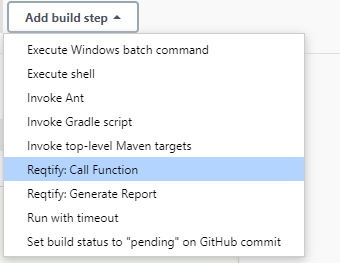 Add build step
Execute Windows batch command
Execute shell
Invoke Ant
Invoke Gradle script
Invoke top-level Maven targets
Reqtify: Call Function
Reqtify: Generate Report
Run with timeout
Set build status to "pending" on GitHub commit